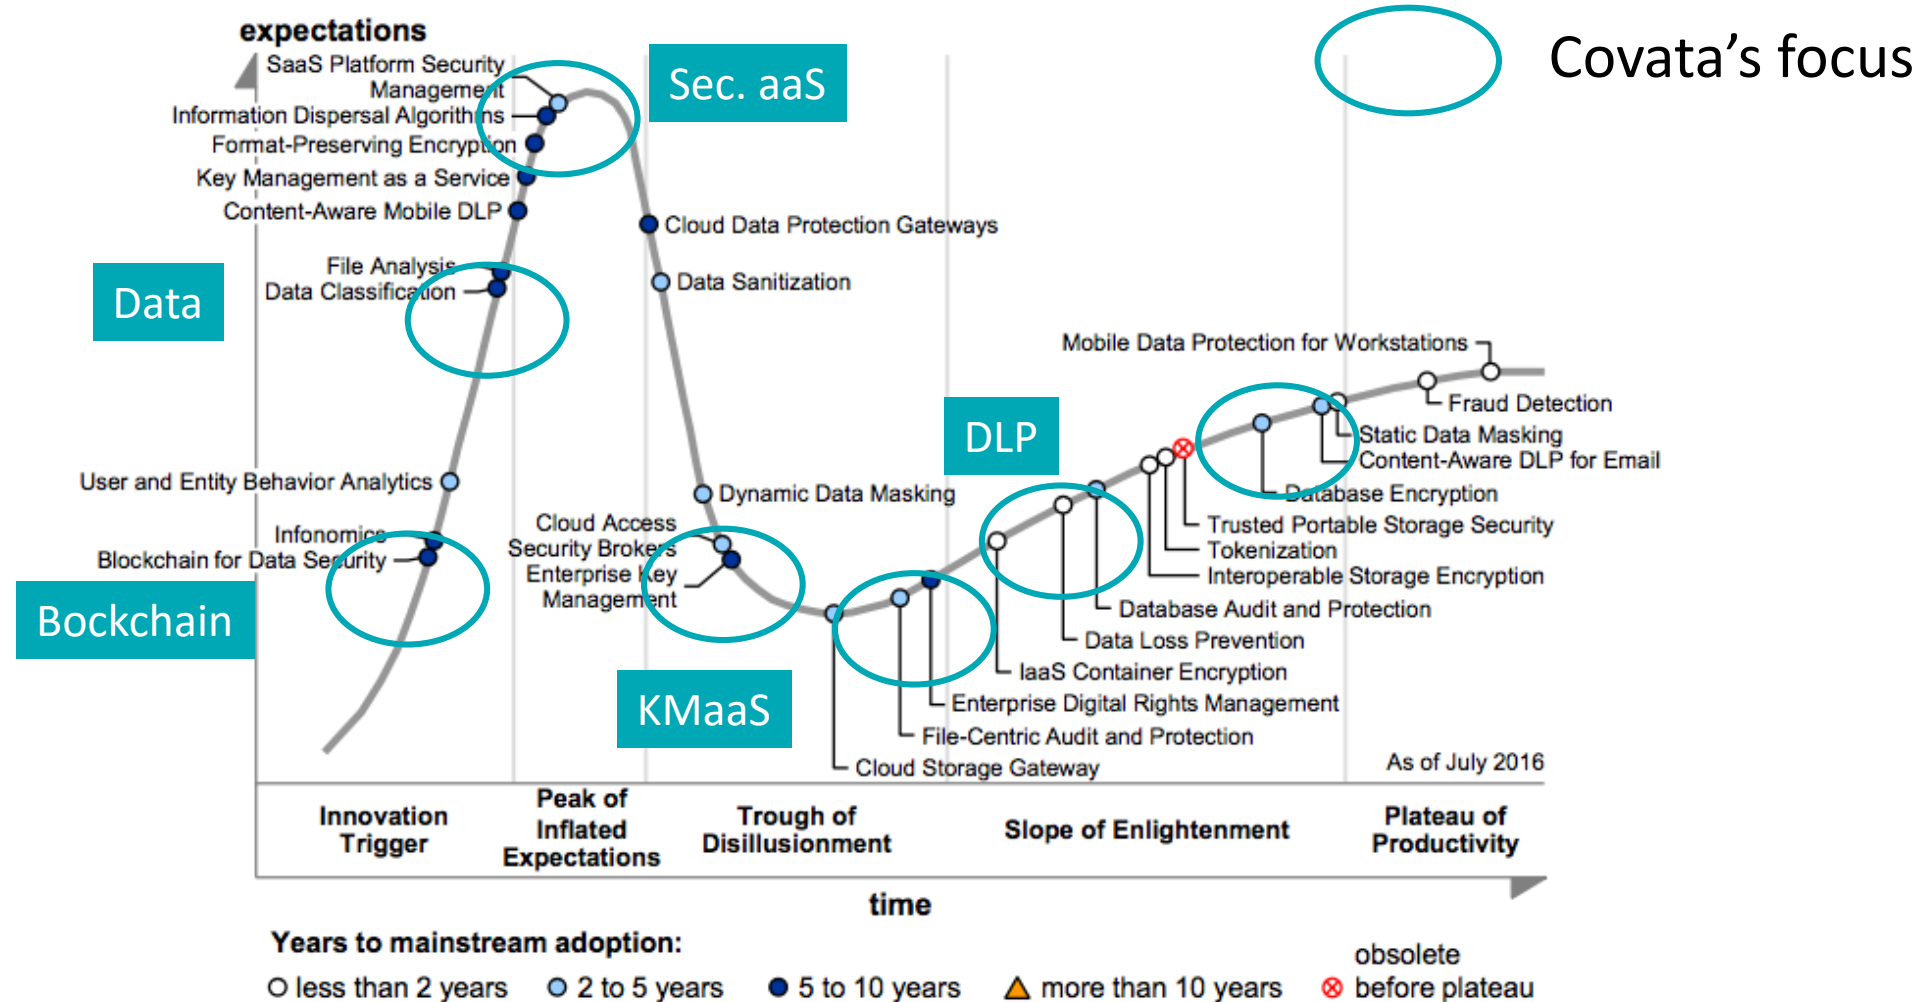 expectations
Covata's focus
SaaS Platform Security
Management
Sec. aaS
Information Dispersal Algorithms
Format-Preserving Encryption
Key Management as a Service
Content-Aware Mobile DLP
Cloud Data Protection Gateways
File Analysis
Data Classification
Data
Data Sanitization
Mobile Data Protection for Workstations
Fraud Detection
DLP
Static Data Masking
Content-Aware DLP for Email
User and Entity Behavior Analytics
Dynamic Data Masking
Database Encryption
Infonomics
Blockchain for Data Security
Bockchain
Cloud Access
Security Brokers
Enterprise Key
Management
KMaaS
Trusted Portable Storage Security
Tokenization
Interoperable Storage Encryption
Database Audit and Protection
Data Loss Prevention
IaaS Container Encryption
Enterprise Digital Rights Management
File-Centric Audit and Protection
Cloud Storage Gateway
As of July 2016
Innovation
Trigger
Peak of
Inflated
Expectations
Trough of
Disillusionment
Slope of Enlightenment
Plateau of
Productivity
time
Years to mainstream adoption:
less than 2 years
2 to 5 years
5 to 10 years
more than 10 years
obsolete
before plateau